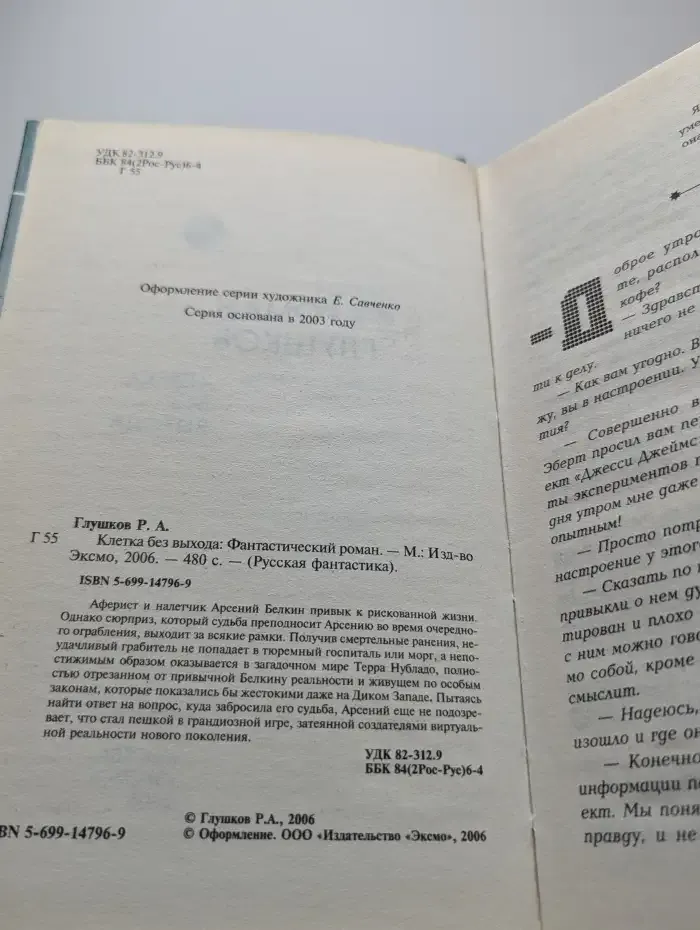 УДК 82-312.9
ББК 84(2Рос-Рус)6-4
Г 55
Оформление серии художника Е. Савченко
Серия основана в 2003 году
Глушков Р. А.
Г 55 Клетка без выхода: Фантастический роман. — М.: Изд-во
Эксмо, 2006. — 480 с. — (Русская фантастика).
ISBN 5-699-14796-9
Аферист и налетчик Арсений Белкин привык к рискованной жизни.
Однако сюрприз, который судьба преподносит Арсению во время очередно-
го ограбления, выходит за всякие рамки. Получив смертельные ранения, не-
удачливый грабитель не попадает в тюремный госпиталь или морг, а непо-
стижимым образом оказывается в загадочном мире Терра Нубладо, полно-
стью отрезанном от привычной Белкину реальности и живущем по особым
законам, которые показались бы жестокими даже на Диком Западе. Пытаясь
найти ответ на вопрос, куда забросила его судьба, Арсений еще не подозре-
вает, что стал пешкой в грандиозной игре, затеянной создателями виртуаль-
ной реальности нового поколения.
УДК 82-312.9
ББК 84(2Рос-Рус)6-4
© Глушков Р.А., 2006
BN 5-699-14796-9 © Оформление. ООО «Издательство «Эксмо», 2006
Я
уме
она
- Д
оброе утро
те, распол
кофе?
— Здравст
ничего не
ти к делу.
— Как вам угодно. В
жу, вы в настроении. У
тия?
— Совершенно в
Эберт просил вам пе
ект «Джесси Джеймс
ты экспериментов п
дня утром мне даже
опытным!
— Просто потр
настроение у этого
— Сказать по п
привыкли о нем ду
тирован и плохо
с ним можно гово
мо собой, кроме
смыслит.
— Надеюсь,
изошло и где он
— Конечно
информации по
ект. Мы поня
правду, и не